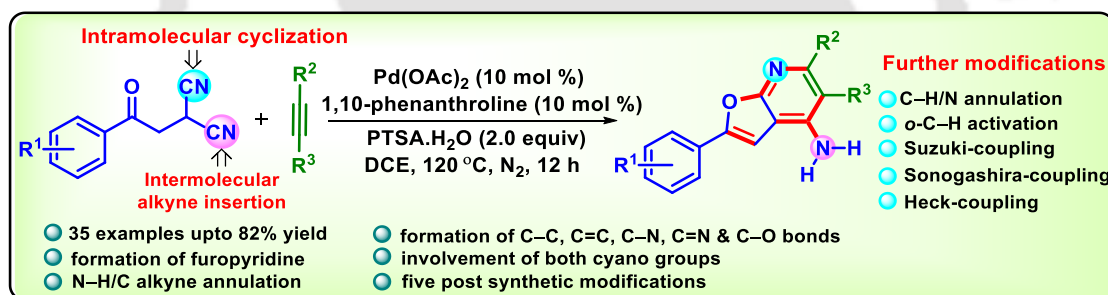 Intramolecular cyclization
CN
O
CN
R¹
Intermolecular
alkyne insertion
+
R²
R³
Pd(OAc)₂ (10 mol %)
1,10-phenanthroline (10 mol %)
PTSA.H₂O (2.0 equiv)
DCE, 120 °C, N₂, 12 h
R²
N
O
R³
R¹
N–H
H
Further modifications
C–H/N annulation
o-C–H activation
Suzuki-coupling
Sonogashira-coupling
Heck-coupling
35 examples upto 82% yield
formation of furopyridine
N–H/C alkyne annulation
formation of C–C, C=C, C–N, C=N & C–O bonds
involvement of both cyano groups
five post synthetic modifications